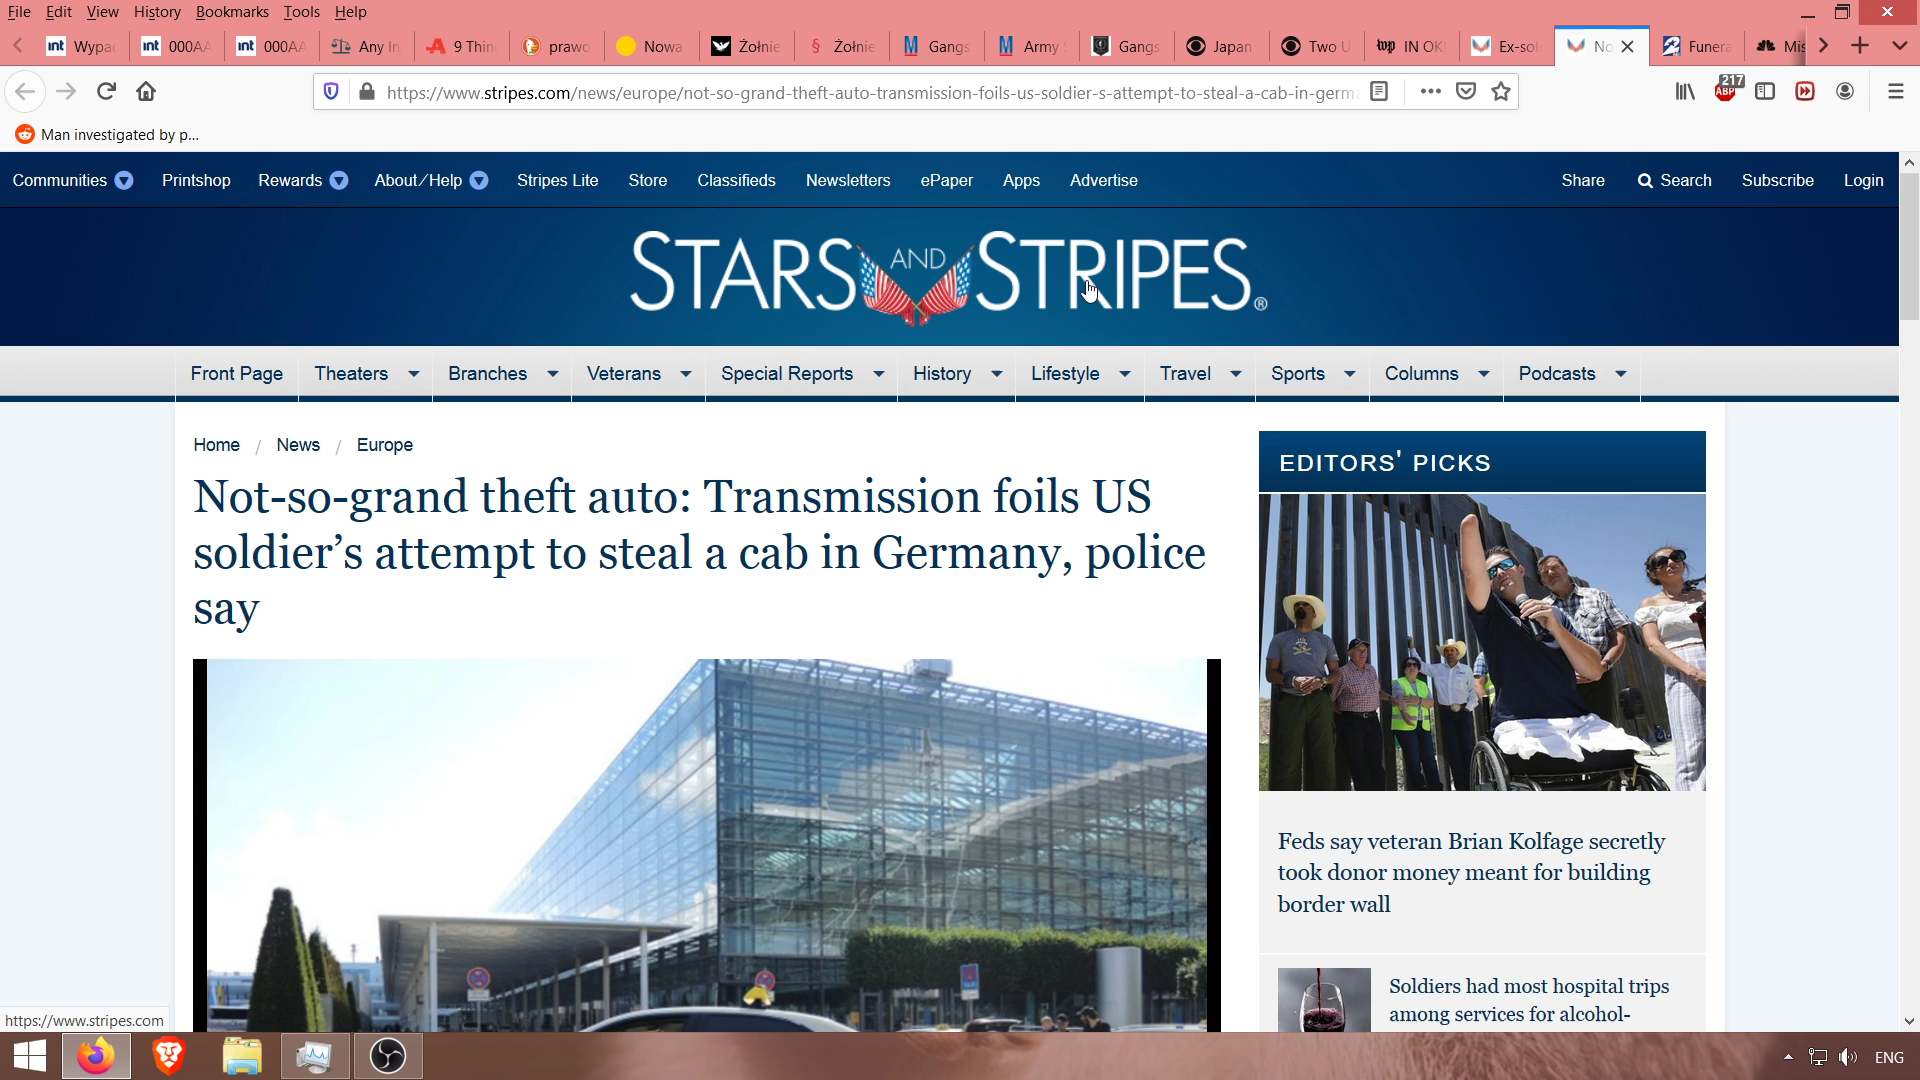 File Edit View History Bookmarks Tools Help
Wypa 000AA 000AA Any In 9 Thin prawo Nowa Żołnie Żołnie Gangs Army Gangs Japan Two U IN OK Ex-sol No Funera Mis
https://www.stripes.com/news/europe/not-so-grand-theft-auto-transmission-foils-us-soldier-s-attempt-to-steal-a-cab-in-germ
217
ABP
Man investigated by p...
Communities Printshop Rewards About/Help Stripes Lite Store Classifieds Newsletters ePaper Apps Advertise Share Search Subscribe Login
STARS AND STRIPES®
Front Page Theaters Branches Veterans Special Reports History Lifestyle Travel Sports Columns Podcasts
Home / News / Europe
Not-so-grand theft auto: Transmission foils US
soldier’s attempt to steal a cab in Germany, police
say
EDITORS' PICKS
Feds say veteran Brian Kolfage secretly
took donor money meant for building
border wall
Soldiers had most hospital trips
among services for alcohol-
https://www.stripes.com
ENG